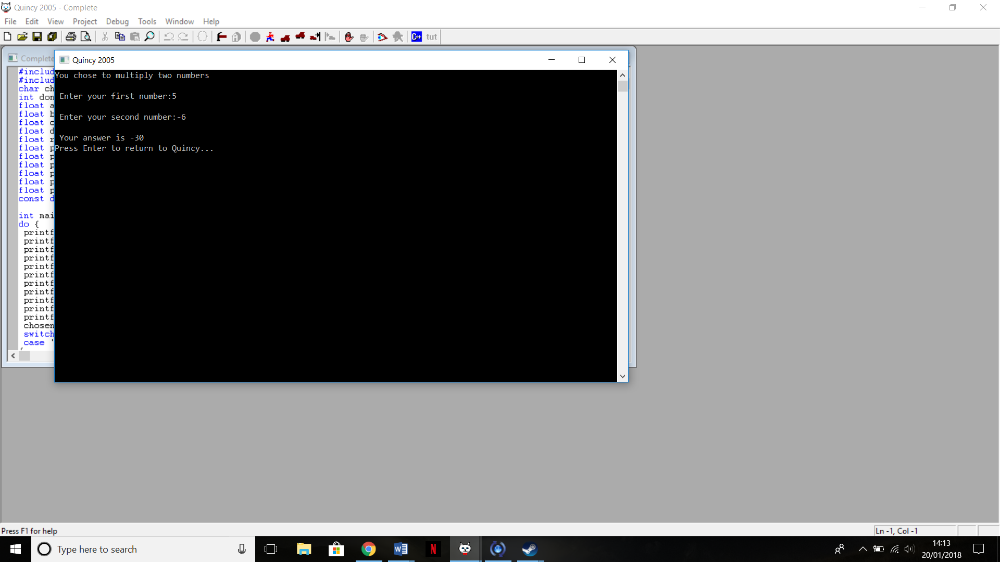 Quincy 2005 - Complete
File Edit View Project Debug Tools Window Help
C++ tut
Complete
Quincy 2005
#includ
#includ
char ch
int don
float a
float b
float c
float d
float r
float p
float p
float p
float p
float p
float p
const d
int mai
do {
printf
printf
printf
printf
printf
printf
printf
printf
printf
printf
printf
chosen
switch
case '
{
You chose to multiply two numbers
Enter your first number:5
Enter your second number:-6
Your answer is -30
Press Enter to return to Quincy...
Press F1 for help
Ln -1, Col -1
Type here to search
14:13
20/01/2018